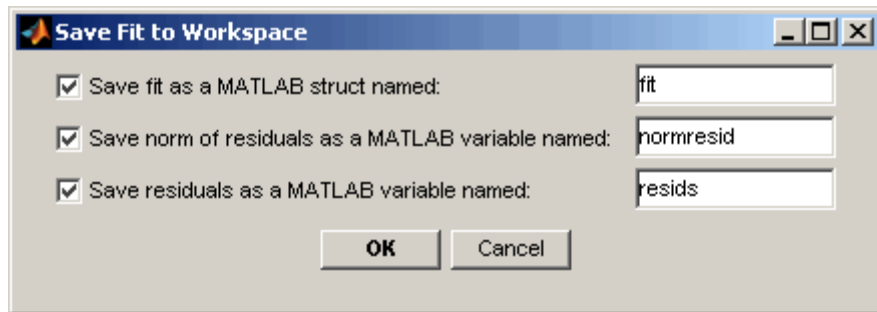 Save Fit to Workspace
Save fit as a MATLAB struct named: fit
Save norm of residuals as a MATLAB variable named: normresid
Save residuals as a MATLAB variable named: resids
OK Cancel